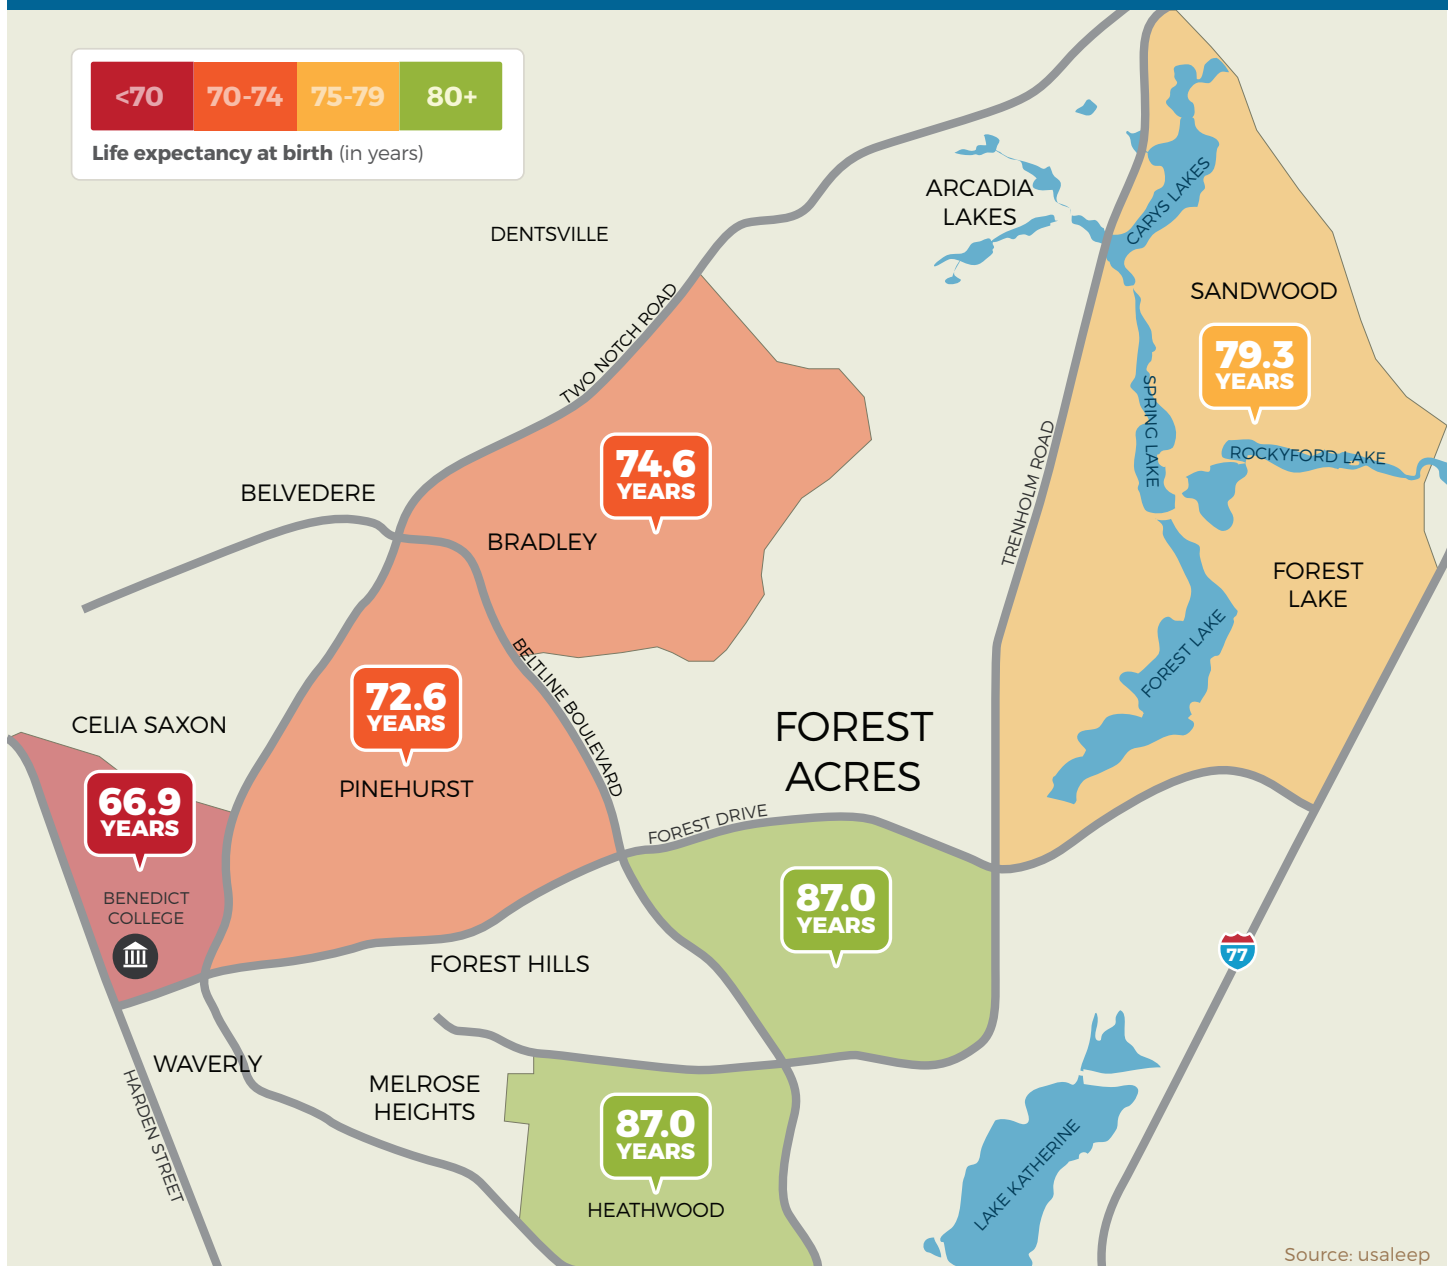 <70
70-74
75-79
80+
Life expectancy at birth (in years)
DENTSVILLE
ARCADIA
LAKES
CARYS LAKES
SANDWOOD
79.3
YEARS
TWO NOTCH ROAD
SPRING LAKE
TRENHOLM ROAD
ROCKYFORD LAKE
74.6
YEARS
BELVEDERE
BRADLEY
FOREST
LAKE
FOREST LAKE
BELTLINE BOULEVARD
72.6
YEARS
PINEHURST
CELIA SAXON
66.9
YEARS
BENEDICT
COLLEGE
FOREST
ACRES
FOREST DRIVE
87.0
YEARS
77
FOREST HILLS
WAVERLY
HARDEN STREET
MELROSE
HEIGHTS
87.0
YEARS
HEATHWOOD
LAKE KATHERINE
Source: usaleep